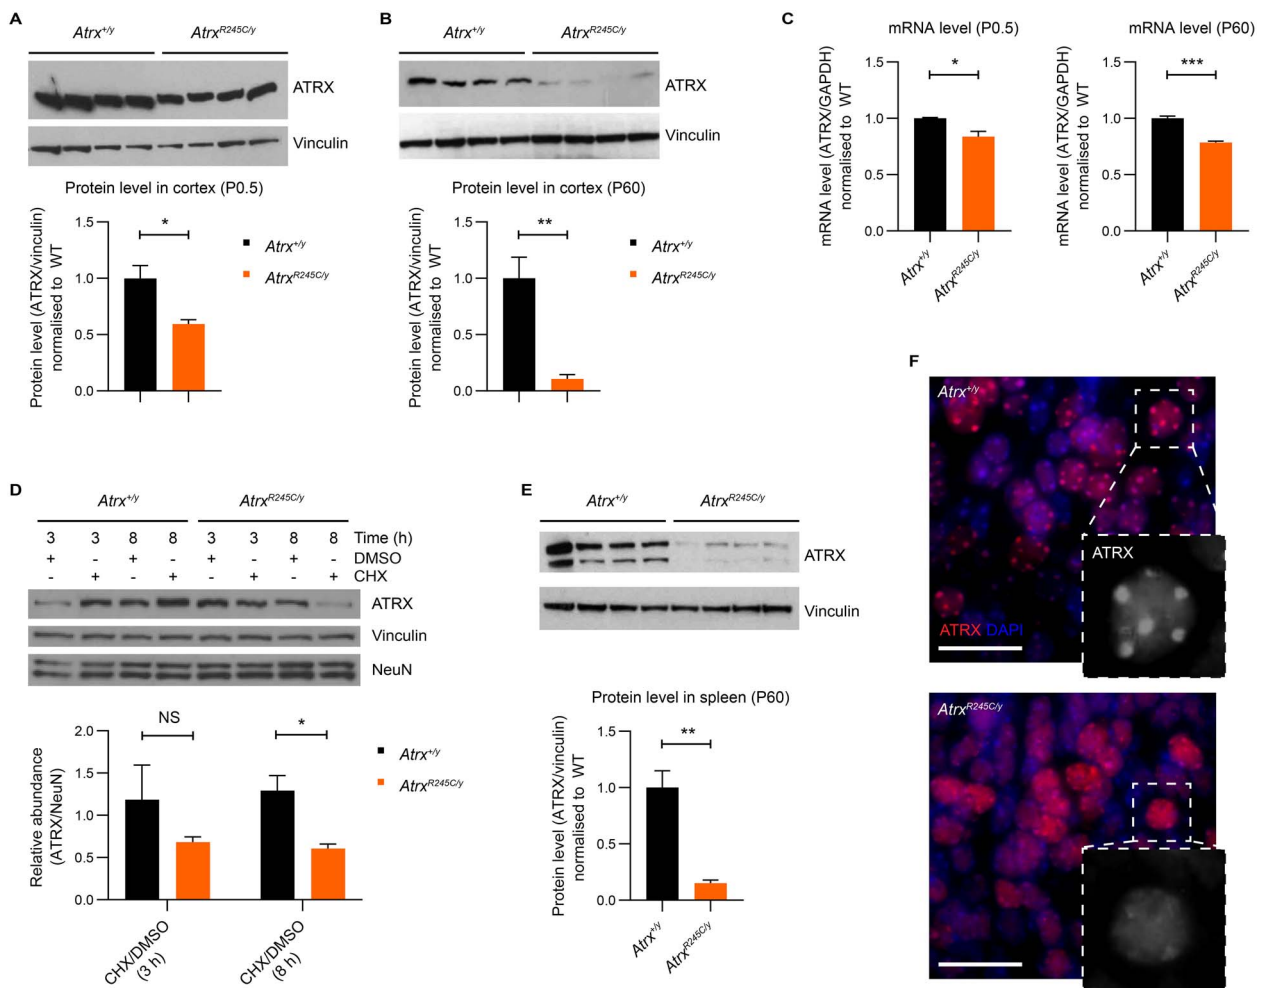 A
Atrx+/y AtrxR245C/y
ATRX
Vinculin
Protein level in cortex (P0.5)
Protein level (ATRX/vinculin)
normalised to WT
1.5
1.0
0.5
0.0
*
Atrx+/y
AtrxR245C/y
B
Atrx+/y AtrxR245C/y
ATRX
Vinculin
Protein level in cortex (P60)
Protein level (ATRX/vinculin)
normalised to WT
1.5
1.0
0.5
0.0
**
Atrx+/y
AtrxR245C/y
C
mRNA level (P0.5)
mRNA level (ATRX/GAPDH)
normalised to WT
1.5
1.0
0.5
0.0
*
Atrx+/y
AtrxR245C/y
mRNA level (P60)
mRNA level (ATRX/GAPDH)
normalised to WT
1.5
1.0
0.5
0.0
***
Atrx+/y
AtrxR245C/y
D
Atrx+/y AtrxR245C/y
3 3 8 8 3 3 8 8 Time (h)
+ - + - + - + - DMSO
- + - + - + - + CHX
ATRX
Vinculin
NeuN
Relative abundance
(ATRX/NeuN)
2.0
1.5
1.0
0.5
0.0
NS
*
CHX/DMSO
(3 h)
CHX/DMSO
(8 h)
Atrx+/y
AtrxR245C/y
E
Atrx+/y AtrxR245C/y
ATRX
Vinculin
Protein level in spleen (P60)
Protein level (ATRX/vinculin)
normalised to WT
1.5
1.0
0.5
0.0
**
Atrx+/y
AtrxR245C/y
F
Atrx+/y
ATRX
ATRX DAPI
AtrxR245C/y